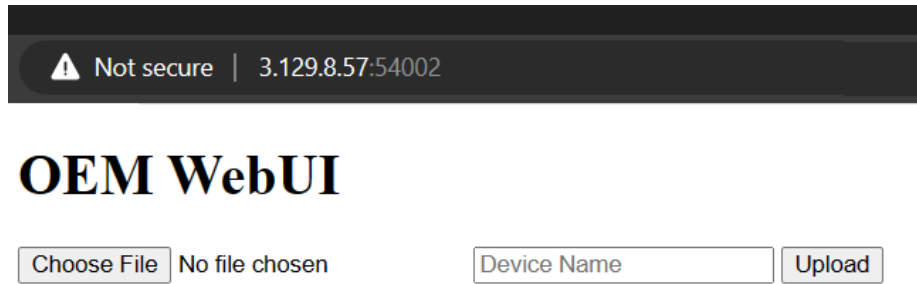 Not secure | 3.129.8.57:54002
OEM WebUI
Choose File No file chosen Device Name Upload